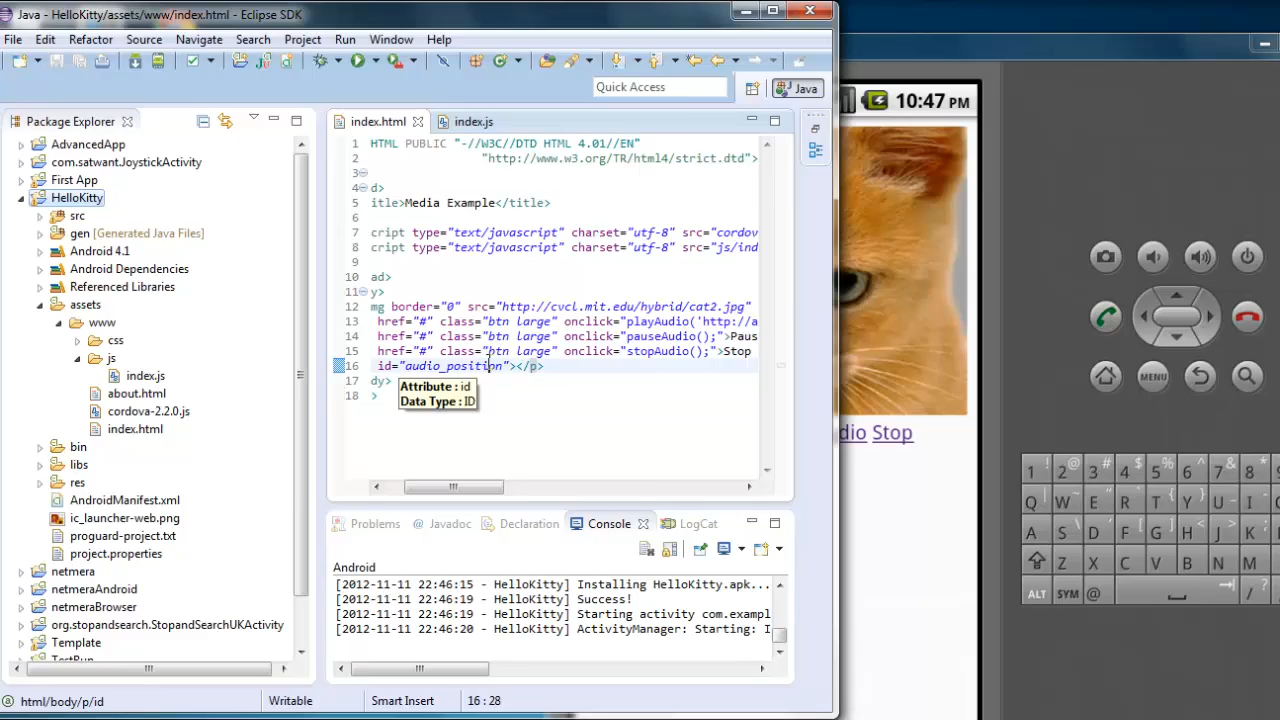 Java - HelloKitty/assets/www/index.html - Eclipse SDK
File Edit Refactor Source Navigate Search Project Run Window Help
Quick Access
Java
Package Explorer
AdvancedApp
com.satwant.JoystickActivity
First App
HelloKitty
src
gen [Generated Java Files]
Android 4.1
Android Dependencies
Referenced Libraries
assets
www
css
js
index.js
about.html
cordova-2.2.0.js
index.html
bin
libs
res
AndroidManifest.xml
ic_launcher-web.png
proguard-project.txt
project.properties
netmera
netmeraAndroid
netmeraBrowser
org.stopandsearch.StopandSearchUKActivity
Template
TestRun
index.html
index.js
1 HTML PUBLIC "-//W3C//DTD HTML 4.01//EN"
2 "http://www.w3.org/TR/html4/strict.dtd">
3
4 d>
5 itle>Media Example</title>
6
7 cript type="text/javascript" charset="utf-8" src="cordov
8 cript type="text/javascript" charset="utf-8" src="js/ind
9
10 ad>
11 y>
12 mg border="0" src="http://cvcl.mit.edu/hybrid/cat2.jpg"
13 href="#" class="btn large" onclick="playAudio('http://a
14 href="#" class="btn large" onclick="pauseAudio();">Paus
15 href="#" class="btn large" onclick="stopAudio();">Stop
16 id="audio_position"></p>
17 dy>
18 >
Attribute : id
Data Type : ID
Problems @ Javadoc Declaration Console LogCat
Android
[2012-11-11 22:46:15 - HelloKitty] Installing HelloKitty.apk...
[2012-11-11 22:46:19 - HelloKitty] Success!
[2012-11-11 22:46:19 - HelloKitty] Starting activity com.exampl
[2012-11-11 22:46:20 - HelloKitty] ActivityManager: Starting: I
html/body/p/id Writable Smart Insert 16 : 28
10:47 PM
dio Stop
MENU
1 ! 2 @ 3 # 4 $ 5 % 6 ^ 7 & 8 *
Q W E R T Y U I
A S D F G H J K
Z X C V B N M
ALT SYM @ / ?